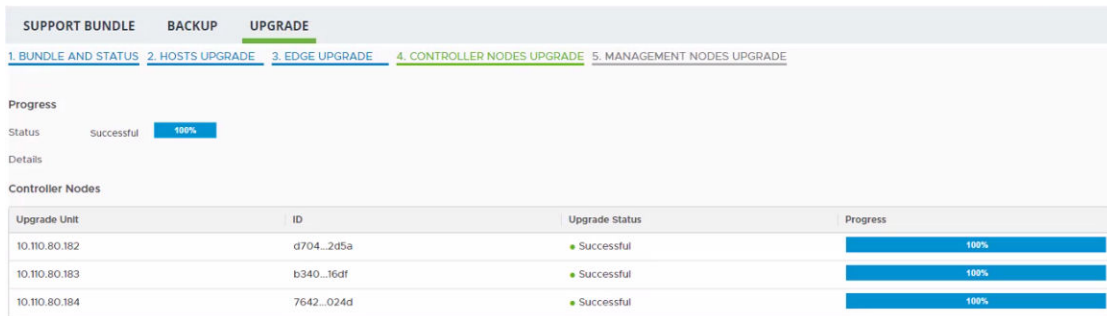 SUPPORT BUNDLE BACKUP UPGRADE
1. BUNDLE AND STATUS 2. HOSTS UPGRADE 3. EDGE UPGRADE 4. CONTROLLER NODES UPGRADE 5. MANAGEMENT NODES UPGRADE
Progress
Status Successful 100%
Details
Controller Nodes
Upgrade Unit ID Upgrade Status Progress
10.110.80.182 d704...2d5a Successful 100%
10.110.80.183 b340...16df Successful 100%
10.110.80.184 7642...024d Successful 100%